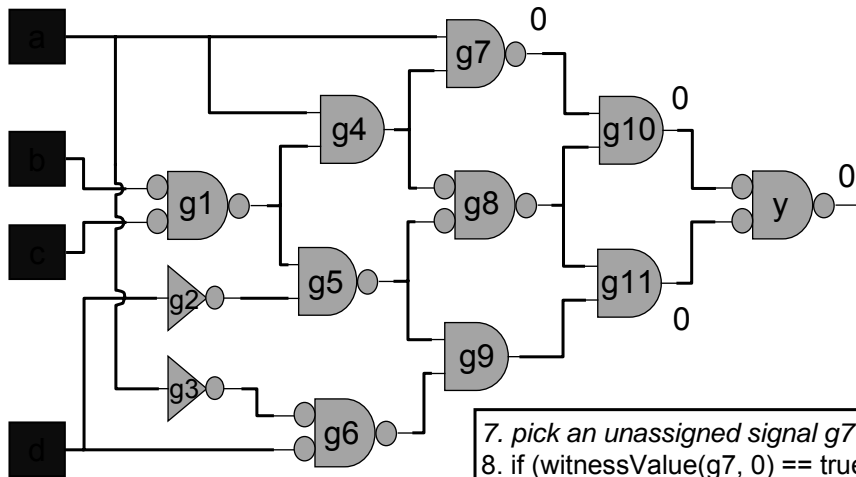 a
0
g7
g4
g10
0
b
g1
g8
y
0
c
g5
g11
g2
0
g9
g3
g6
d
7. pick an unassigned signal g7
8. if (witnessValue(g7, 0) == true